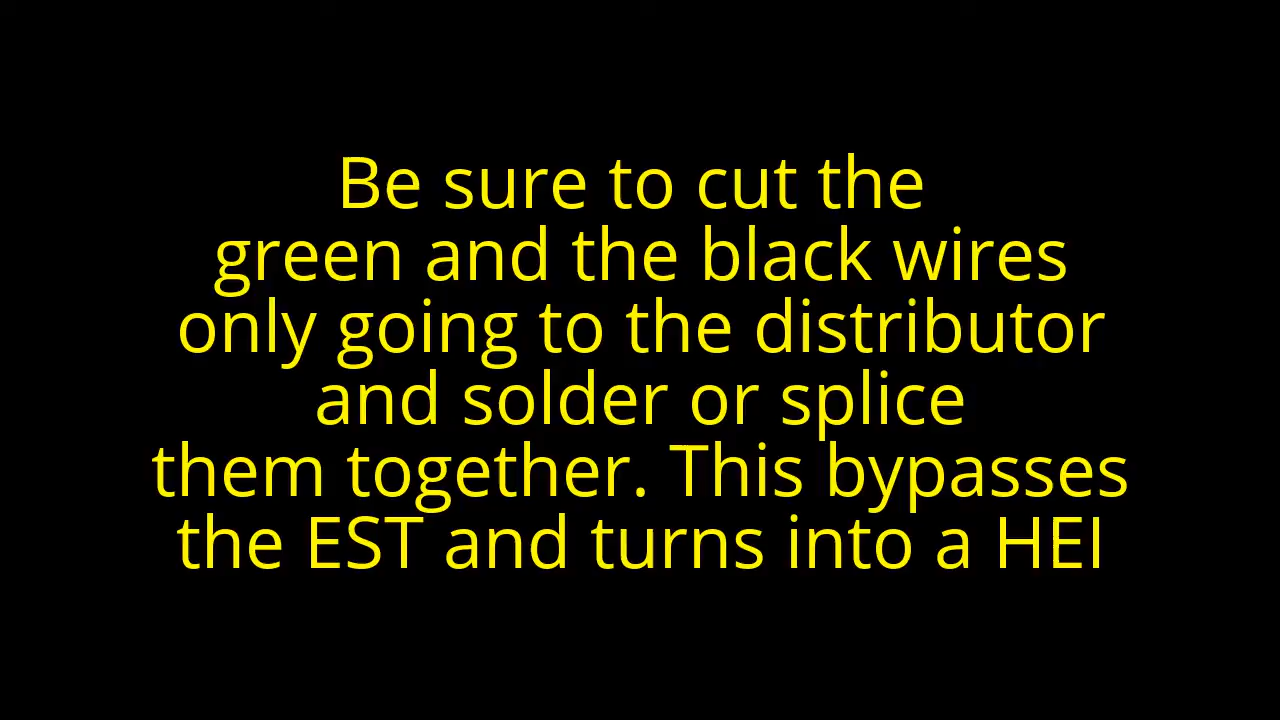 Be sure to cut the
green and the black wires
only going to the distributor
and solder or splice
them together. This bypasses
the EST and turns into a HEI